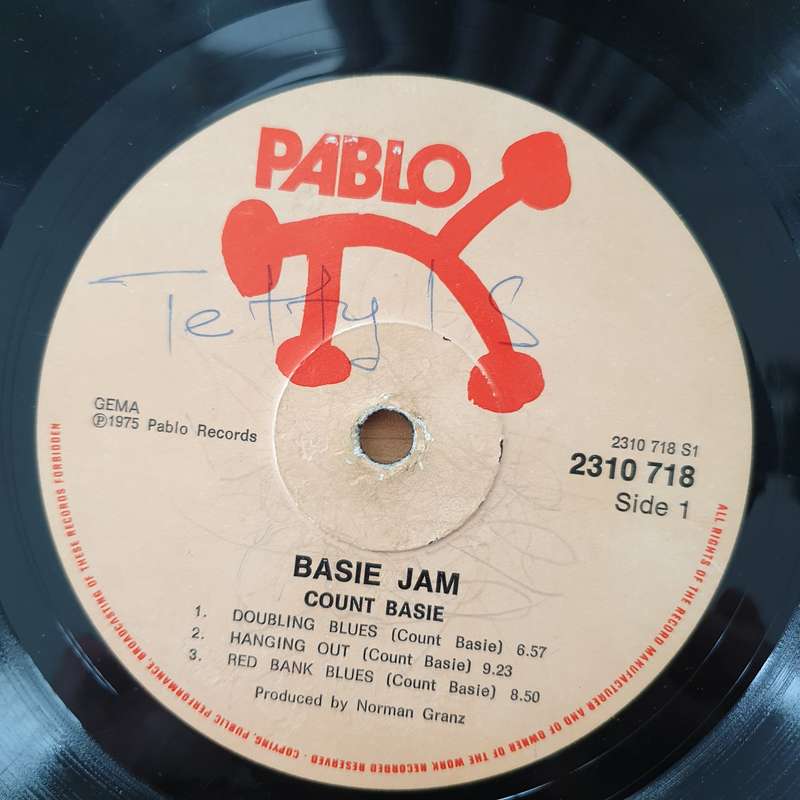 PABLO
GEMA
℗1975 Pablo Records
2310 718 S1
2310 718
Side 1
BASIE JAM
COUNT BASIE
1. DOUBLING BLUES (Count Basie) 6.57
2. HANGING OUT (Count Basie) 9.23
3. RED BANK BLUES (Count Basie) 8.50
Produced by Norman Granz
ALL RIGHTS OF THE RECORD MANUFACTURER AND OF OWNER OF THE WORK RECORDED RESERVED · COPYING, PUBLIC PERFORMANCE, BROADCASTING OF THESE RECORDS FORBIDDEN